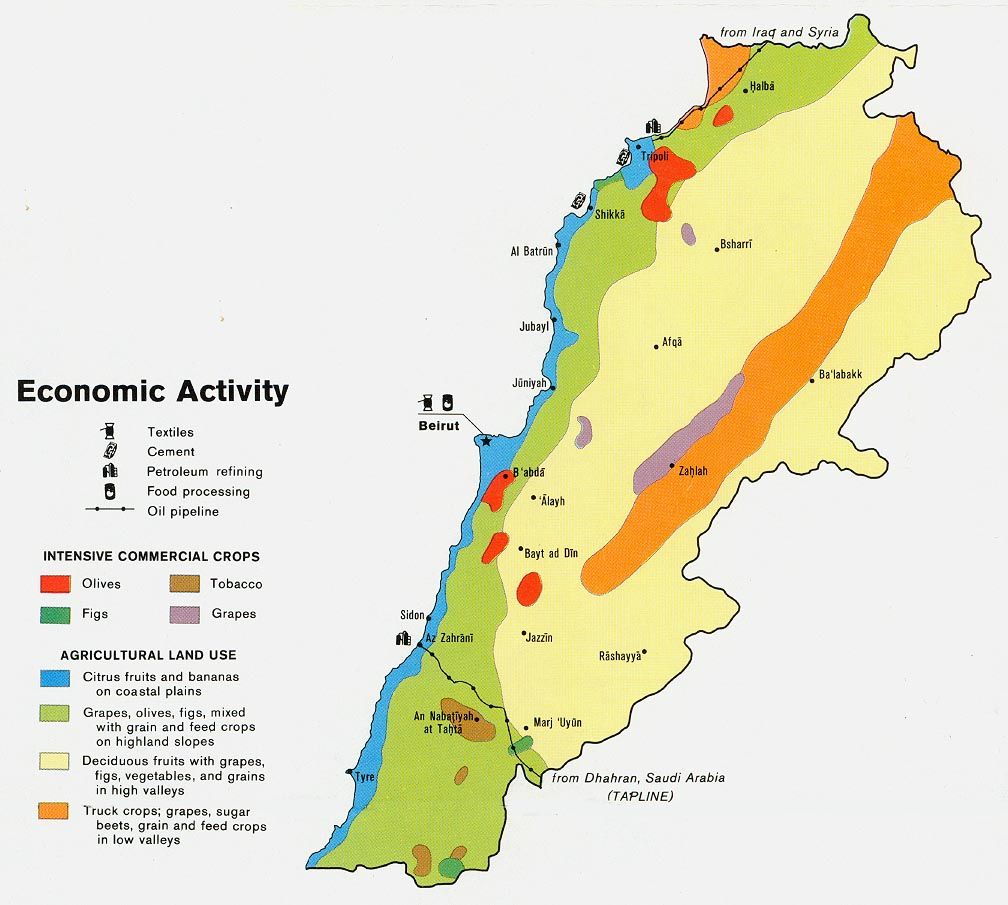 from Iraq and Syria
Ḥalbā
Tripoli
Shikkā
Al Batrūn
Bsharrī
Jubayl
Afqā
Jūniyah
Ba'labakk
Economic Activity
Beirut
Textiles
Cement
Petroleum refining
Food processing
Oil pipeline
B'abdā
Zaḥlah
'Ālayh
Bayt ad Dīn
INTENSIVE COMMERCIAL CROPS
Olives
Tobacco
Figs
Grapes
Sidon
Az Zahrānī
Jazzīn
Rāshayyā
AGRICULTURAL LAND USE
Citrus fruits and bananas
on coastal plains
Grapes, olives, figs, mixed
with grain and feed crops
on highland slopes
Deciduous fruits with grapes,
figs, vegetables, and grains
in high valleys
Truck crops; grapes, sugar
beets, grain and feed crops
in low valleys
An Nabaṭīyah
at Taḥtā
Marj 'Uyūn
Tyre
from Dhahran, Saudi Arabia
(TAPLINE)